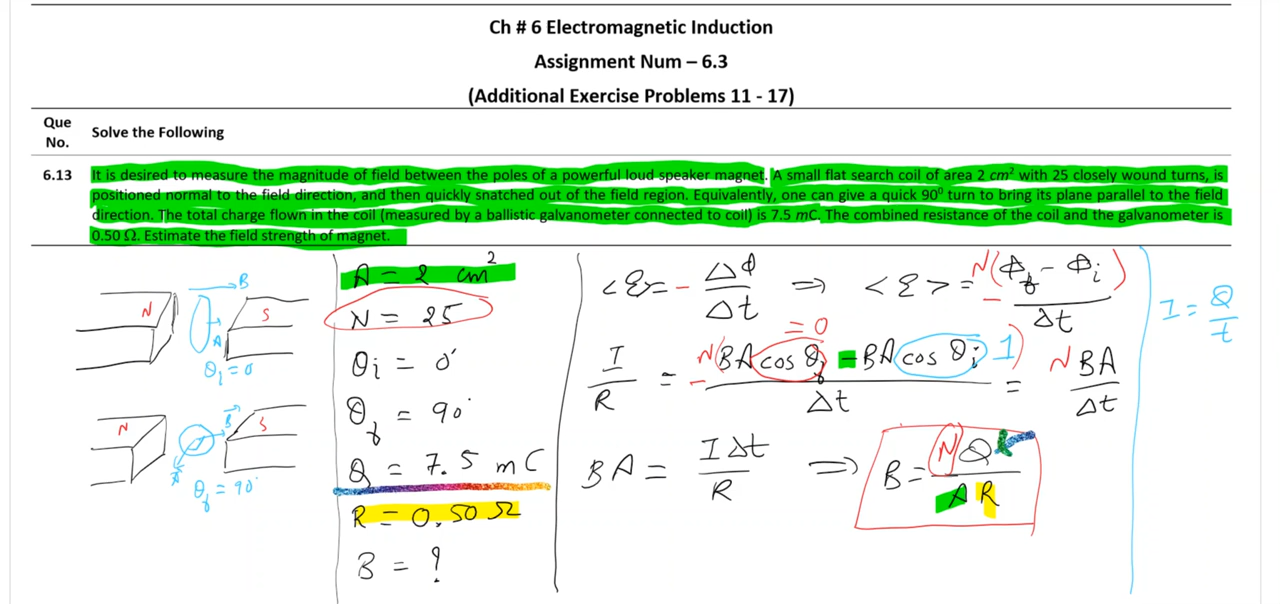 Ch # 6 Electromagnetic Induction
Assignment Num – 6.3
(Additional Exercise Problems 11 - 17)
Que No. Solve the Following
6.13 It is desired to measure the magnitude of field between the poles of a powerful loud speaker magnet. A small flat search coil of area 2 cm² with 25 closely wound turns, is
positioned normal to the field direction, and then quickly snatched out of the field region. Equivalently, one can give a quick 90⁰ turn to bring its plane parallel to the field
direction. The total charge flown in the coil (measured by a ballistic galvanometer connected to coil) is 7.5 mC. The combined resistance of the coil and the galvanometer is
0.50 Ω. Estimate the field strength of magnet.
N B A S
θi = 0
N B A S
θf = 90°
A = 2 cm²
N = 25
θi = 0°
θf = 90°
Q = 7.5 mC
R = 0.50 Ω
B = ?
<ε> = - Δϕ/Δt ⇒ <ε> = -N(Φf - Φi)/Δt
I/R = -N(BA cos θf - BA cos θi)/Δt = NBA/Δt
= 0
1
BA = IΔt/R ⇒ B = NQ/AR
I = Q/t